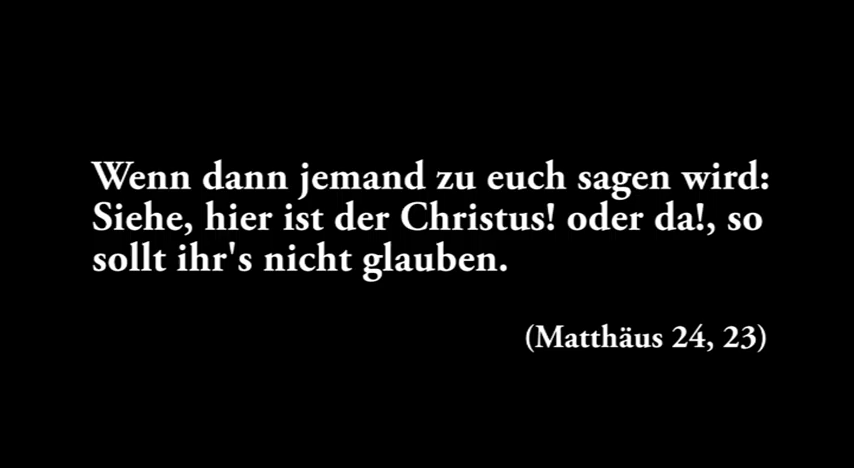 Wenn dann jemand zu euch sagen wird:
Siehe, hier ist der Christus! oder da!, so
sollt ihr's nicht glauben.
(Matthäus 24, 23)